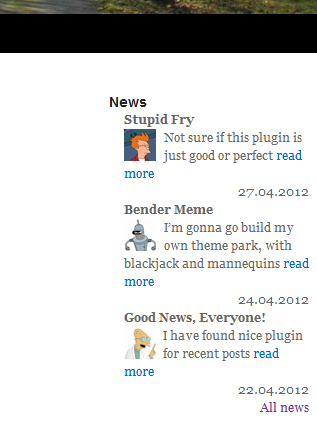 News
Stupid Fry
Not sure if this plugin is
just good or perfect read
more
27.04.2012
Bender Meme
I'm gonna go build my
own theme park, with
blackjack and mannequins read
more
24.04.2012
Good News, Everyone!
I have found nice plugin
for recent posts read
more
22.04.2012
All news